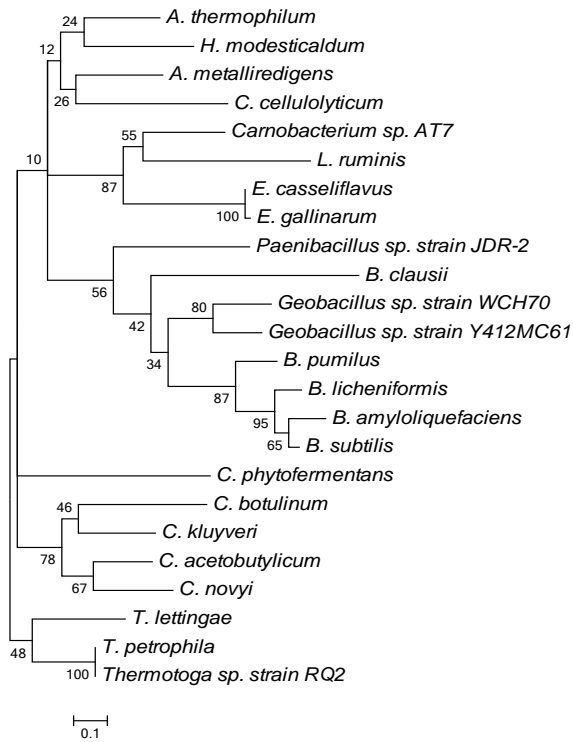 24
A. thermophilum
12
H. modesticaldum
A. metalliredigens
26
C. cellulolyticum
55
Carnobacterium sp. AT7
10
L. ruminis
87
E. casseliflavus
100
E. gallinarum
Paenibacillus sp. strain JDR-2
56
B. clausii
80
Geobacillus sp. strain WCH70
42
Geobacillus sp. strain Y412MC61
34
B. pumilus
87
B. licheniformis
95
B. amyloliquefaciens
65
B. subtilis
C. phytofermentans
46
C. botulinum
C. kluyveri
78
C. acetobutylicum
67
C. novyi
T. lettingae
48
T. petrophila
100
Thermotoga sp. strain RQ2
0.1